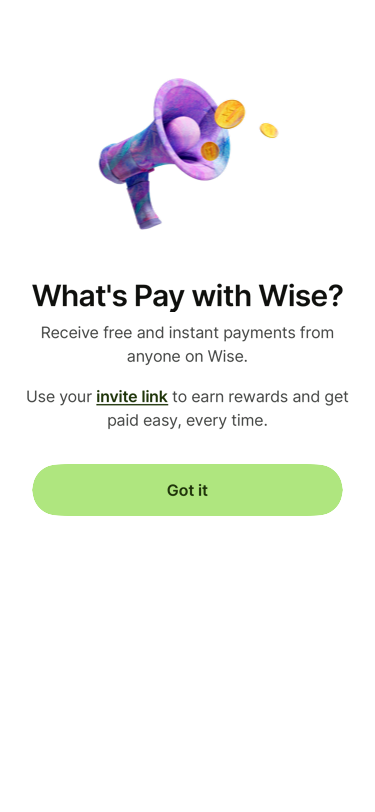 What's Pay with Wise?
Receive free and instant payments from
anyone on Wise.
Use your invite link to earn rewards and get
paid easy, every time.
Got it